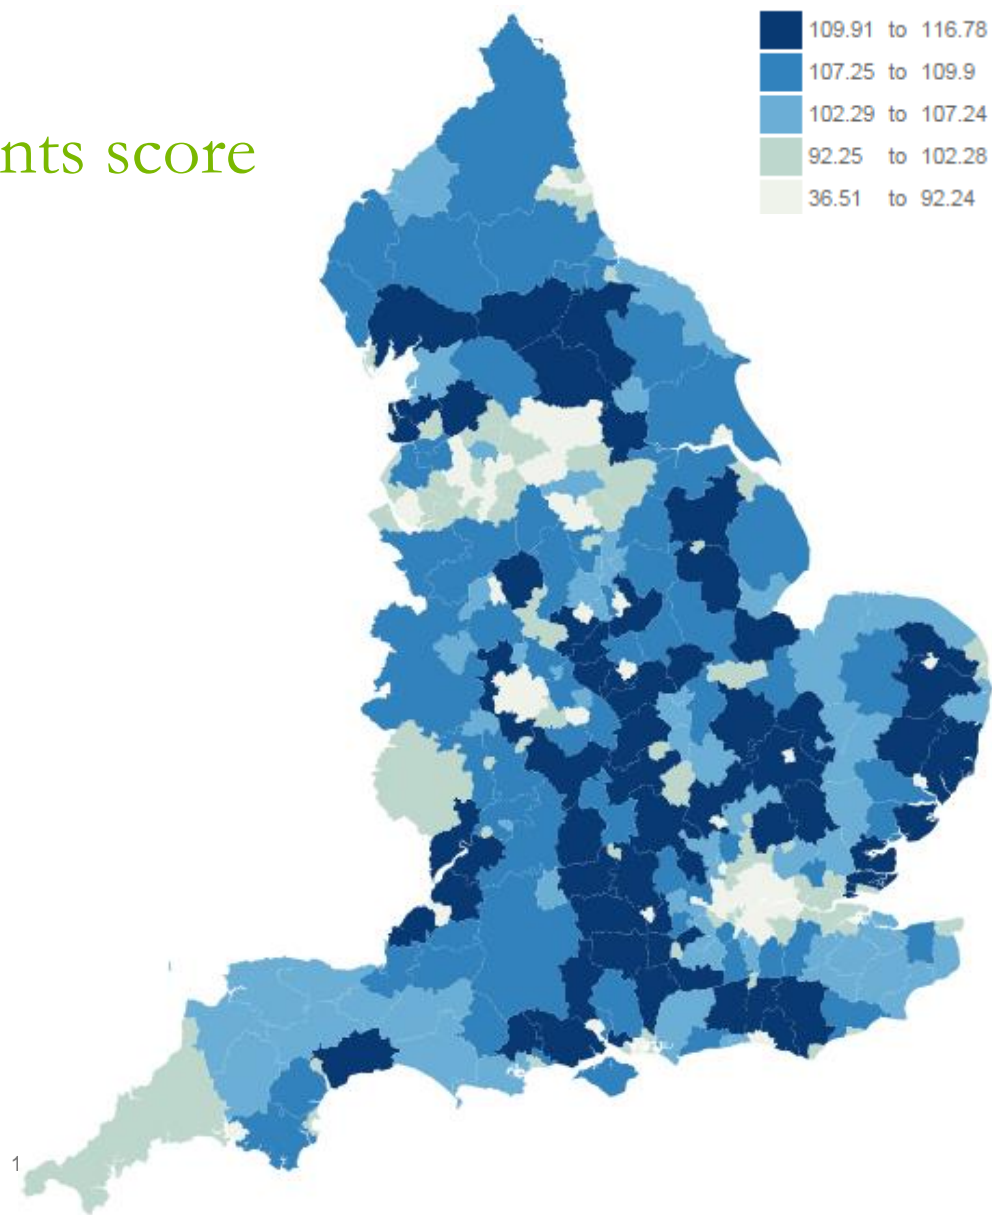 109.91 to 116.78
107.25 to 109.9
102.29 to 107.24
92.25 to 102.28
36.51 to 92.24
nts score
1